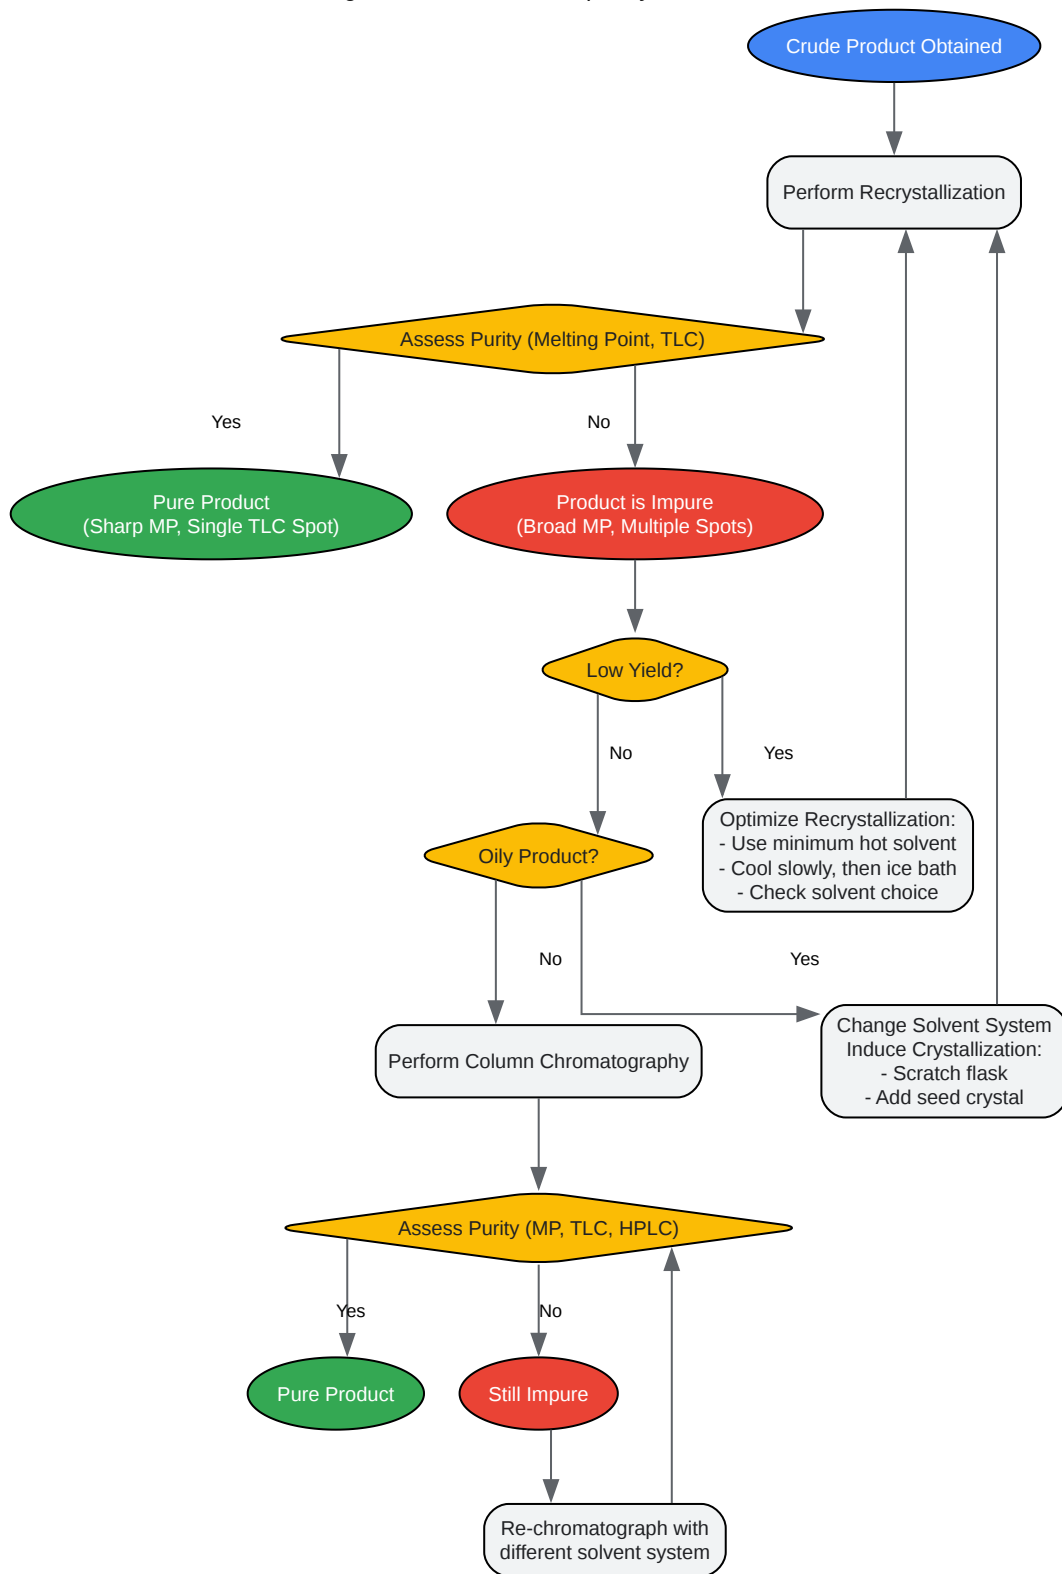 Crude Product Obtained
Perform Recrystallization
Assess Purity (Melting Point, TLC)
Yes
No
Pure Product
(Sharp MP, Single TLC Spot)
Product is Impure
(Broad MP, Multiple Spots)
Low Yield?
No
Yes
Optimize Recrystallization:
- Use minimum hot solvent
- Cool slowly, then ice bath
- Check solvent choice
Oily Product?
No
Yes
Change Solvent System
Induce Crystallization:
- Scratch flask
- Add seed crystal
Perform Column Chromatography
Assess Purity (MP, TLC, HPLC)
Yes
No
Pure Product
Still Impure
Re-chromatograph with
different solvent system